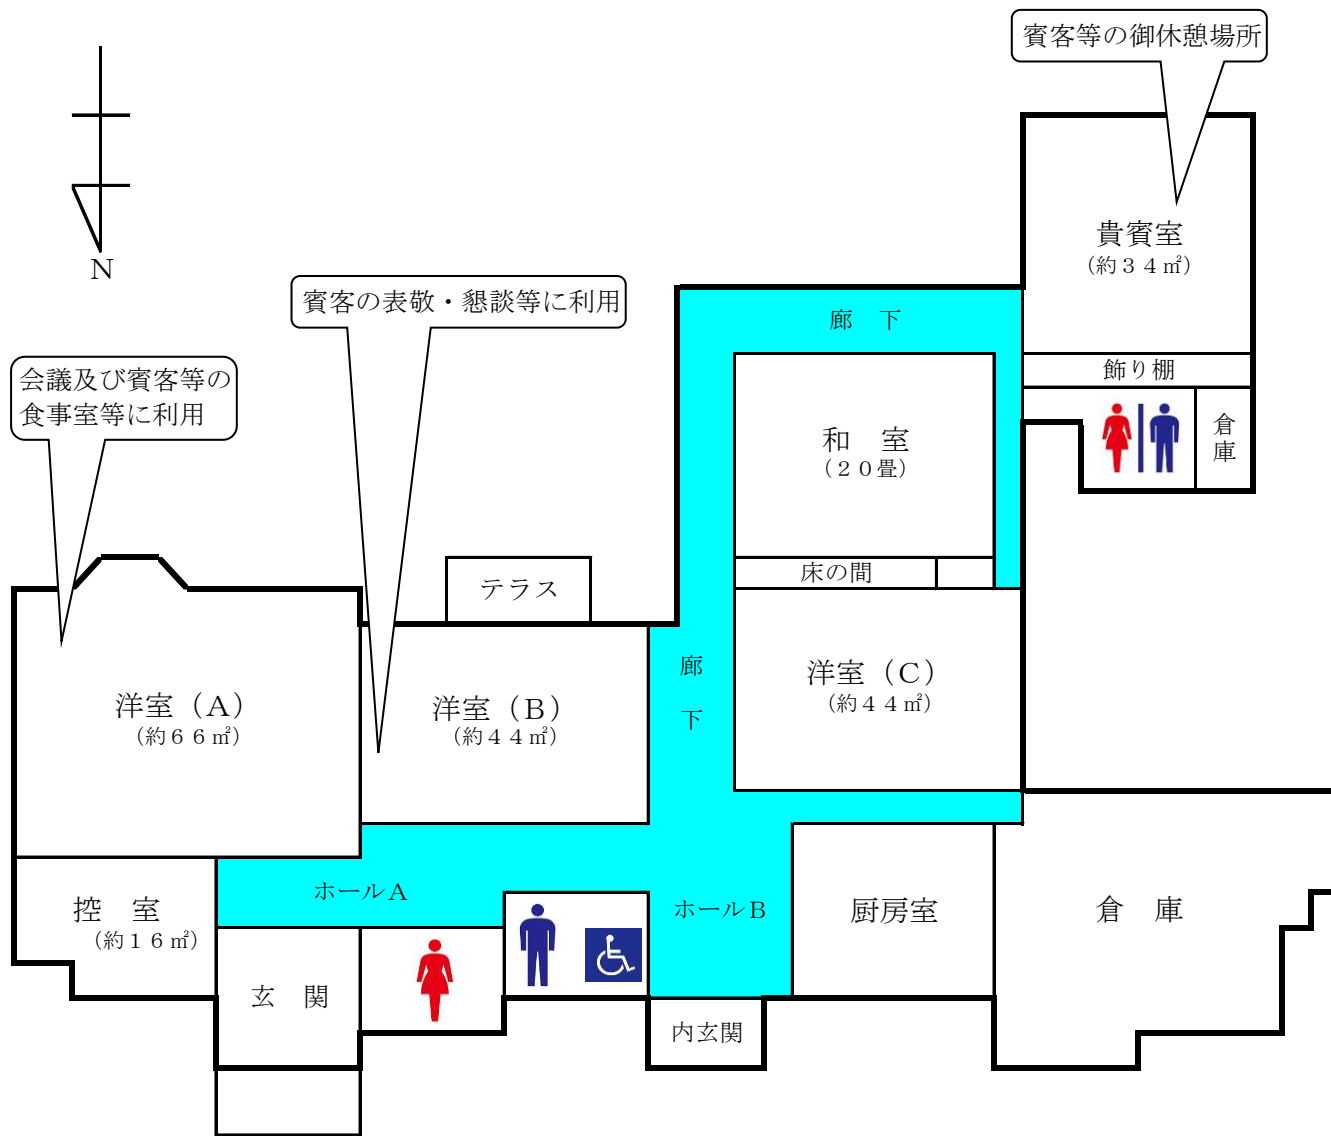 賓客等の御休憩場所
N
貴賓室
（約３４㎡）
賓客の表敬・懇談等に利用
廊　下
会議及び賓客等の
食事室等に利用
飾り棚
倉
庫
和　室
（２０畳）
床の間
テラス
廊
下
洋室（Ａ）
（約６６㎡）
洋室（Ｂ）
（約４４㎡）
洋室（Ｃ）
（約４４㎡）
控　室
（約１６㎡）
ホールＡ
ホールＢ
厨房室
倉　庫
玄　関
内玄関